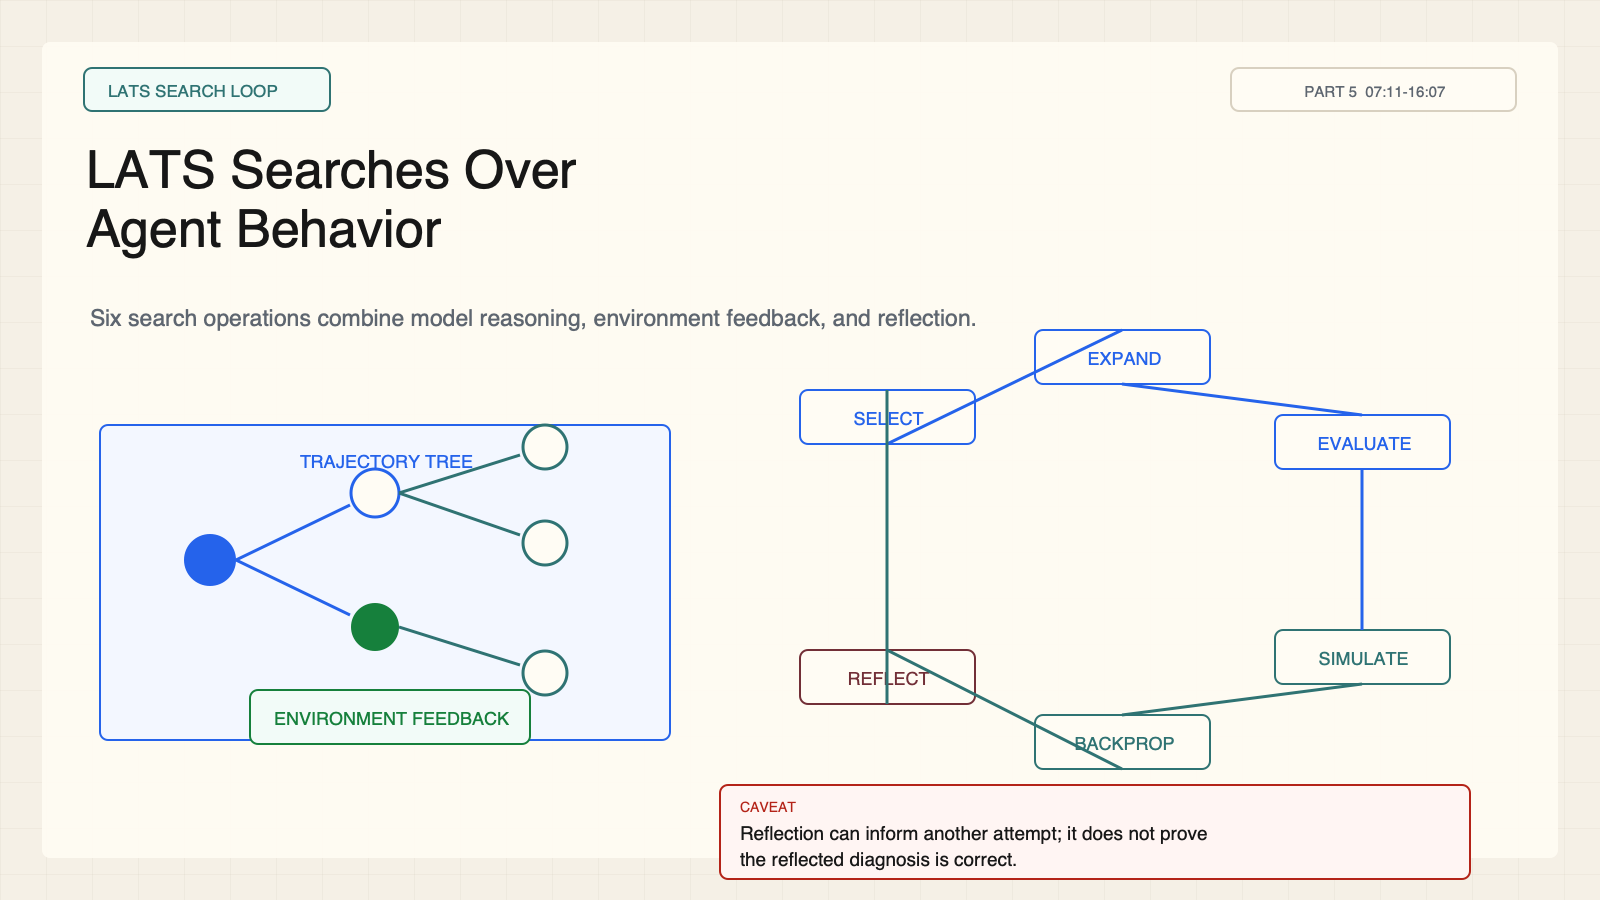 LATS SEARCH LOOP
PART 5 07:11-16:07
LATS Searches Over
Agent Behavior
Six search operations combine model reasoning, environment feedback, and reflection.
TRAJECTORY TREE
ENVIRONMENT FEEDBACK
EXPAND
SELECT
EVALUATE
SIMULATE
REFLECT
BACKPROP
CAVEAT
Reflection can inform another attempt; it does not prove
the reflected diagnosis is correct.